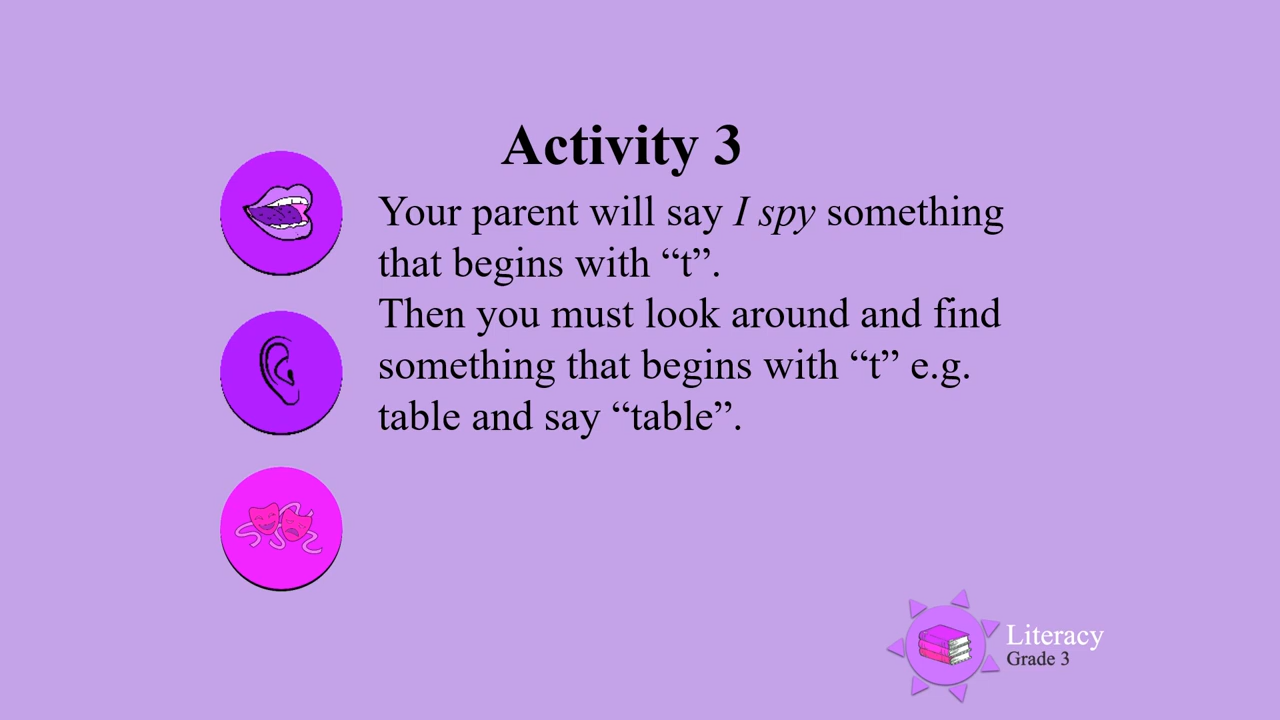 Activity 3
Your parent will say I spy something
that begins with “t”.
Then you must look around and find
something that begins with “t” e.g.
table and say “table”.
Literacy
Grade 3